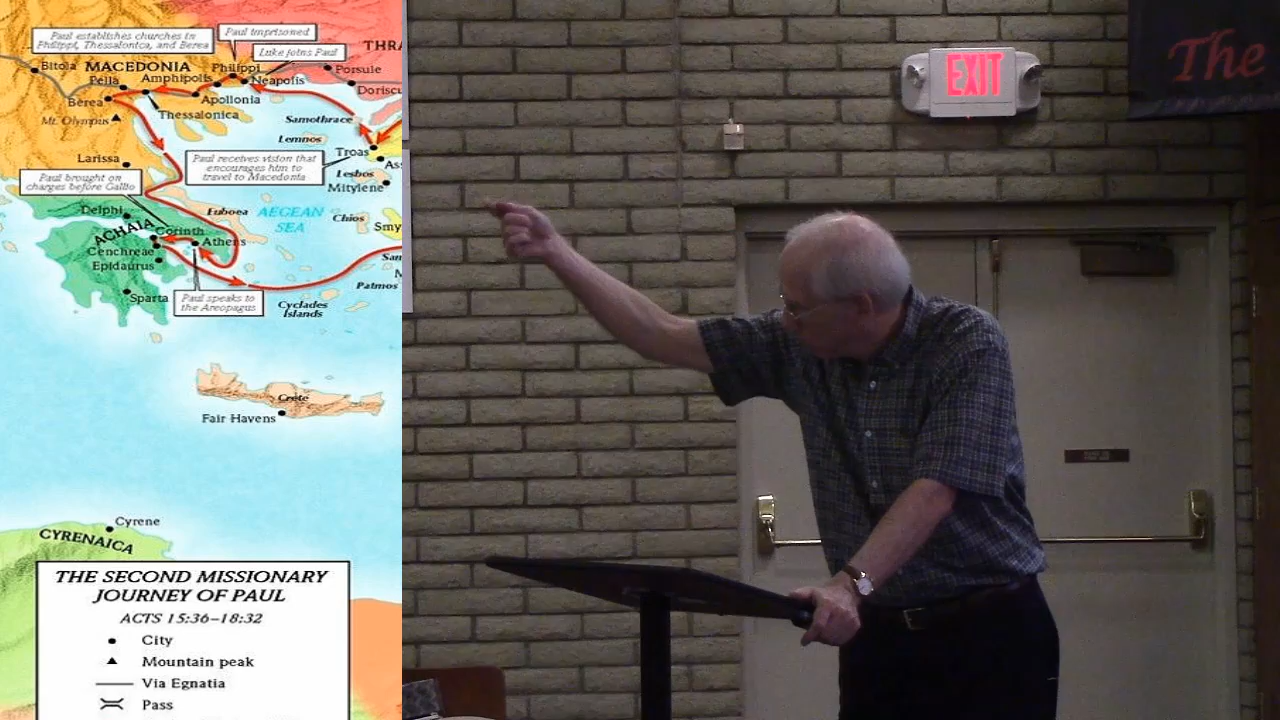 Paul establishes churches in
Philippi, Thessalonica, and Berea
Paul imprisoned
Luke joins Paul
THRA
Bitola
MACEDONIA
Philippi
Porsule
Pella
Amphipolis
Neapolis
Doriscu
Berea
Apollonia
Mt. Olympus
Thessalonica
Samothrace
Lemnos
Troas
Larissa
Paul receives vision that
encourages him to
travel to Macedonia
Ass
Lesbos
Mitylene
Paul brought on
charges before Gallio
Delphi
Euboea
AEGEAN
SEA
Chios
Smy
ACHAIA
Corinth
Athens
Cenchreae
Epidaurus
Sam
M
Patmos
Sparta
Paul speaks to
the Areopagus
Cyclades
Islands
Crete
Fair Havens
Cyrene
CYRENAICA
THE SECOND MISSIONARY
JOURNEY OF PAUL
ACTS 15:36–18:32
City
Mountain peak
Via Egnatia
Pass
EXIT
The